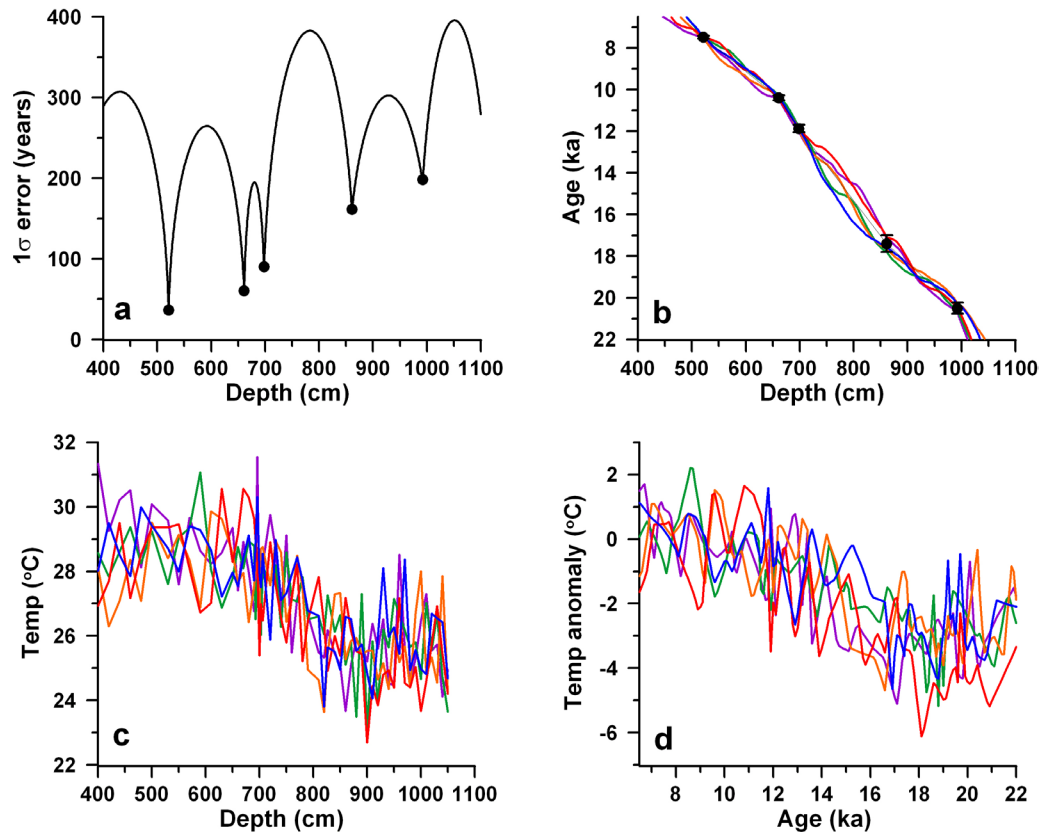 400
300
200
100
0
1σ error (years)
a
400 500 600 700 800 900 1000 1100
Depth (cm)
8
10
12
14
16
18
20
22
Age (ka)
b
400 500 600 700 800 900 1000 1100
Depth (cm)
32
30
28
26
24
22
Temp (°C)
c
400 500 600 700 800 900 1000 1100
Depth (cm)
2
0
-2
-4
-6
Temp anomaly (°C)
d
8 10 12 14 16 18 20 22
Age (ka)